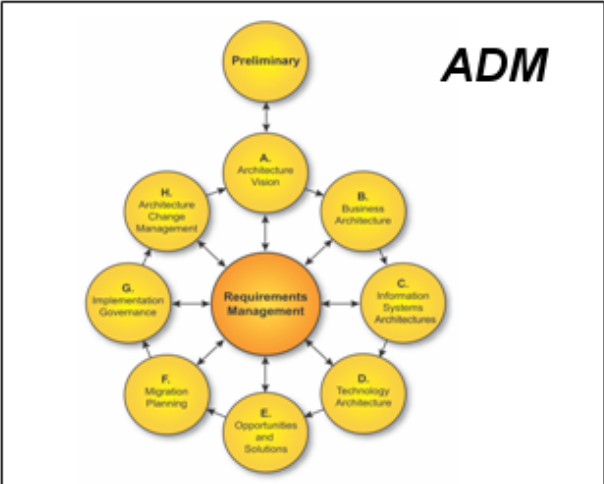 ADM
Preliminary
A.
Architecture
Vision
B.
Business
Architecture
C.
Information
Systems
Architectures
D.
Technology
Architecture
E.
Opportunities
and
Solutions
F.
Migration
Planning
G.
Implementation
Governance
H.
Architecture
Change
Management
Requirements
Management